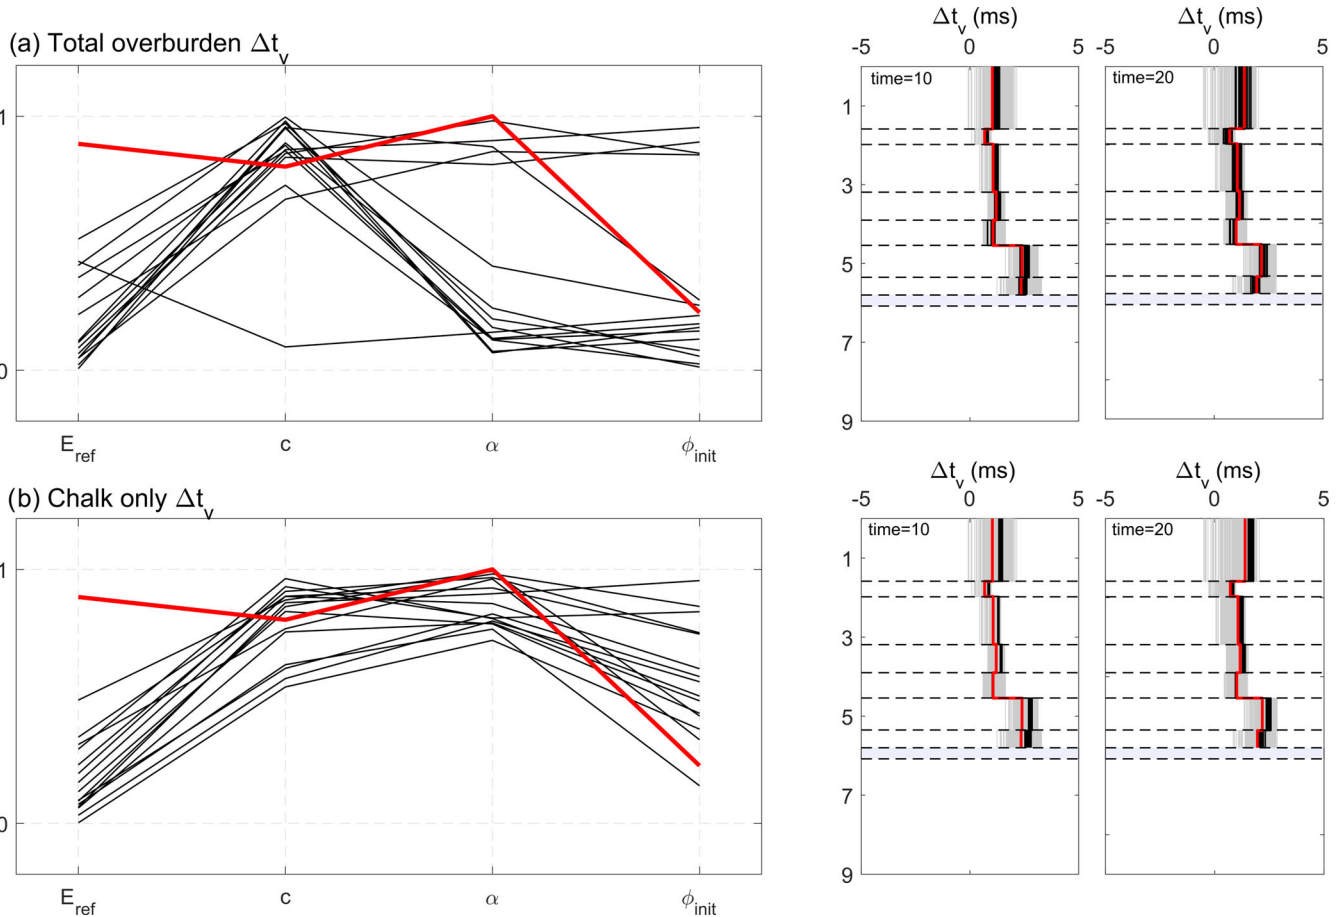 (a) Total overburden Δt_v
1
0
E_ref c α ϕ_init
Δt_v (ms) Δt_v (ms)
-5 0 5 -5 0 5
time=10 time=20
1
3
5
7
9
(b) Chalk only Δt_v
1
0
E_ref c α ϕ_init
Δt_v (ms) Δt_v (ms)
-5 0 5 -5 0 5
time=10 time=20
1
3
5
7
9